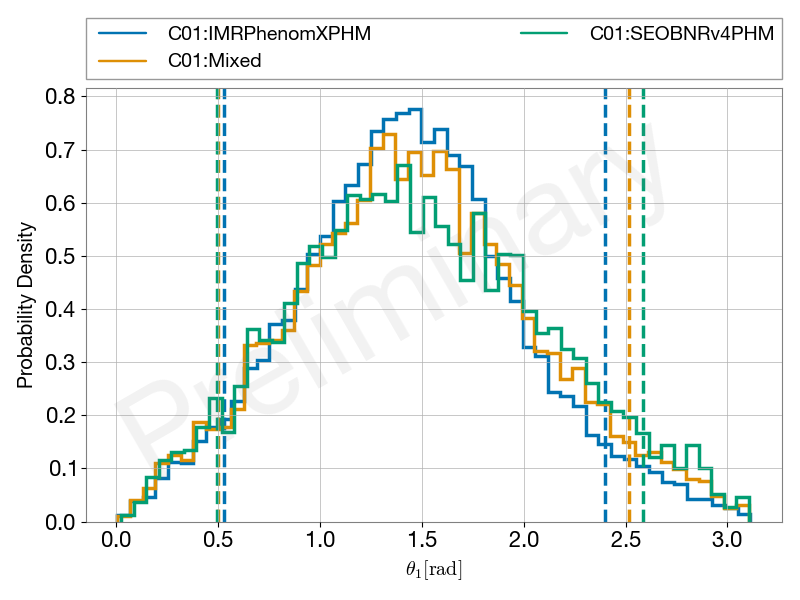 C01:IMRPhenomXPHM
C01:Mixed
C01:SEOBNRv4PHM
Preliminary
Probability Density
0.8
0.7
0.6
0.5
0.4
0.3
0.2
0.1
0.0
0.0 0.5 1.0 1.5 2.0 2.5 3.0
θ₁[rad]